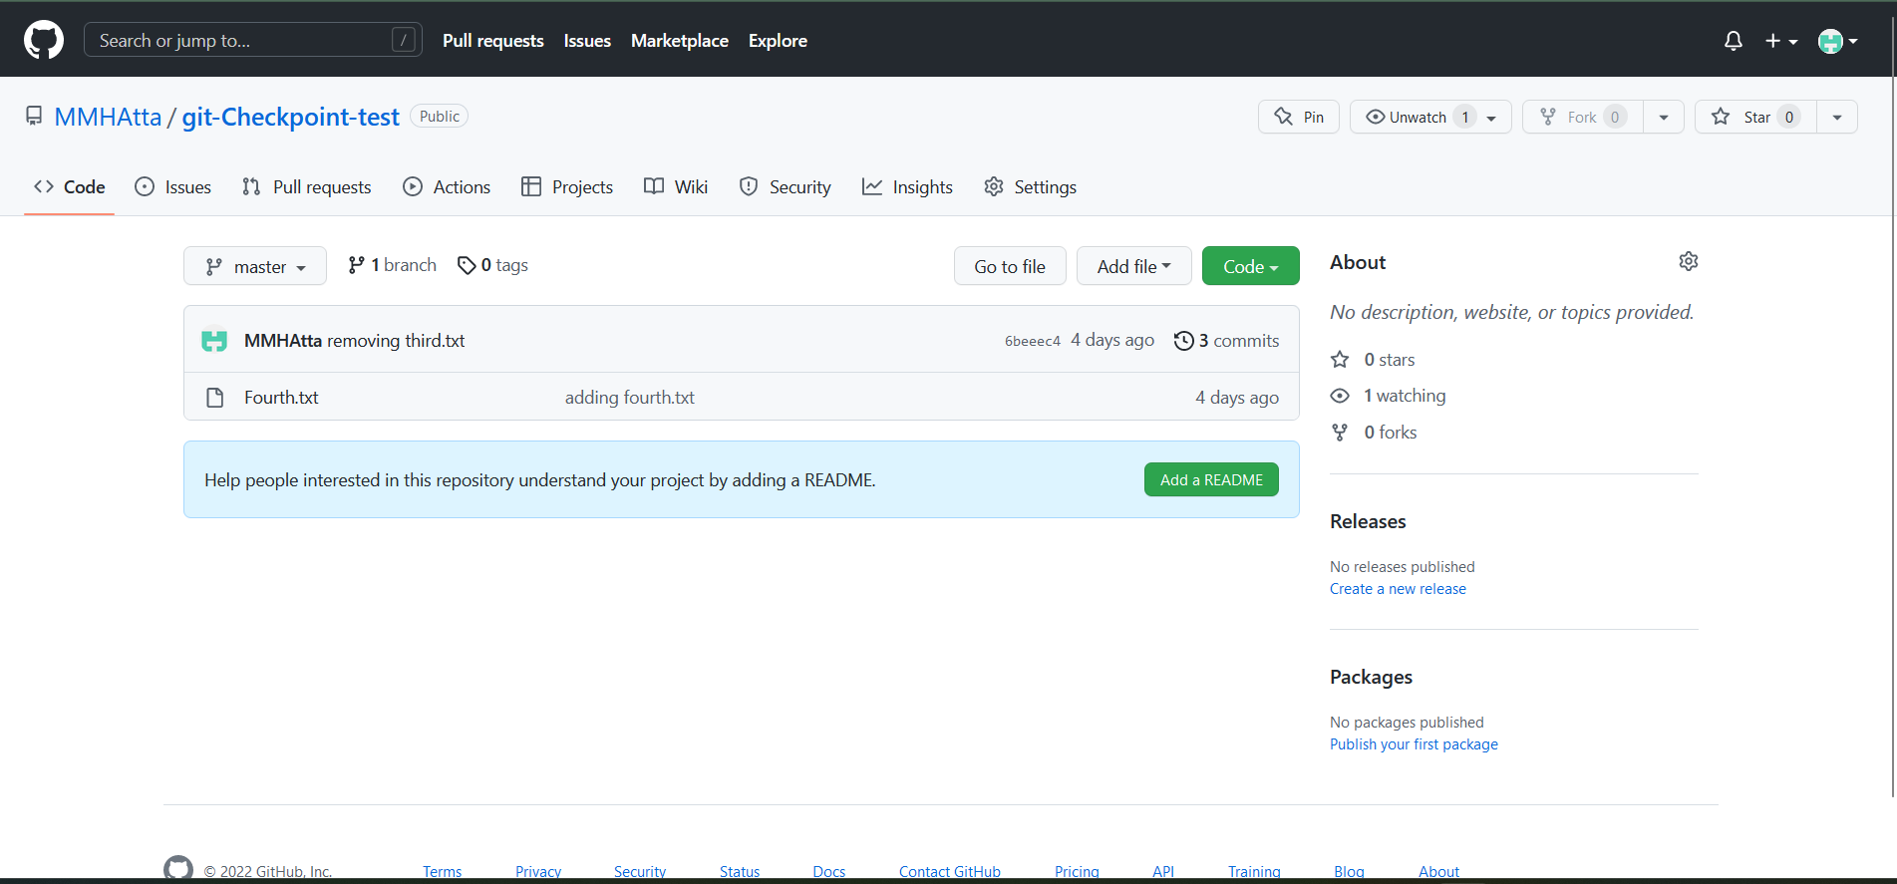 Search or jump to... /
Pull requests Issues Marketplace Explore
MMHAtta / git-Checkpoint-test Public
Pin Unwatch 1 Fork 0 Star 0
Code Issues Pull requests Actions Projects Wiki Security Insights Settings
master 1 branch 0 tags Go to file Add file Code
MMHAtta removing third.txt 6beeec4 4 days ago 3 commits
Fourth.txt adding fourth.txt 4 days ago
Help people interested in this repository understand your project by adding a README. Add a README
About
No description, website, or topics provided.
0 stars
1 watching
0 forks
Releases
No releases published
Create a new release
Packages
No packages published
Publish your first package
© 2022 GitHub, Inc. Terms Privacy Security Status Docs Contact GitHub Pricing API Training Blog About